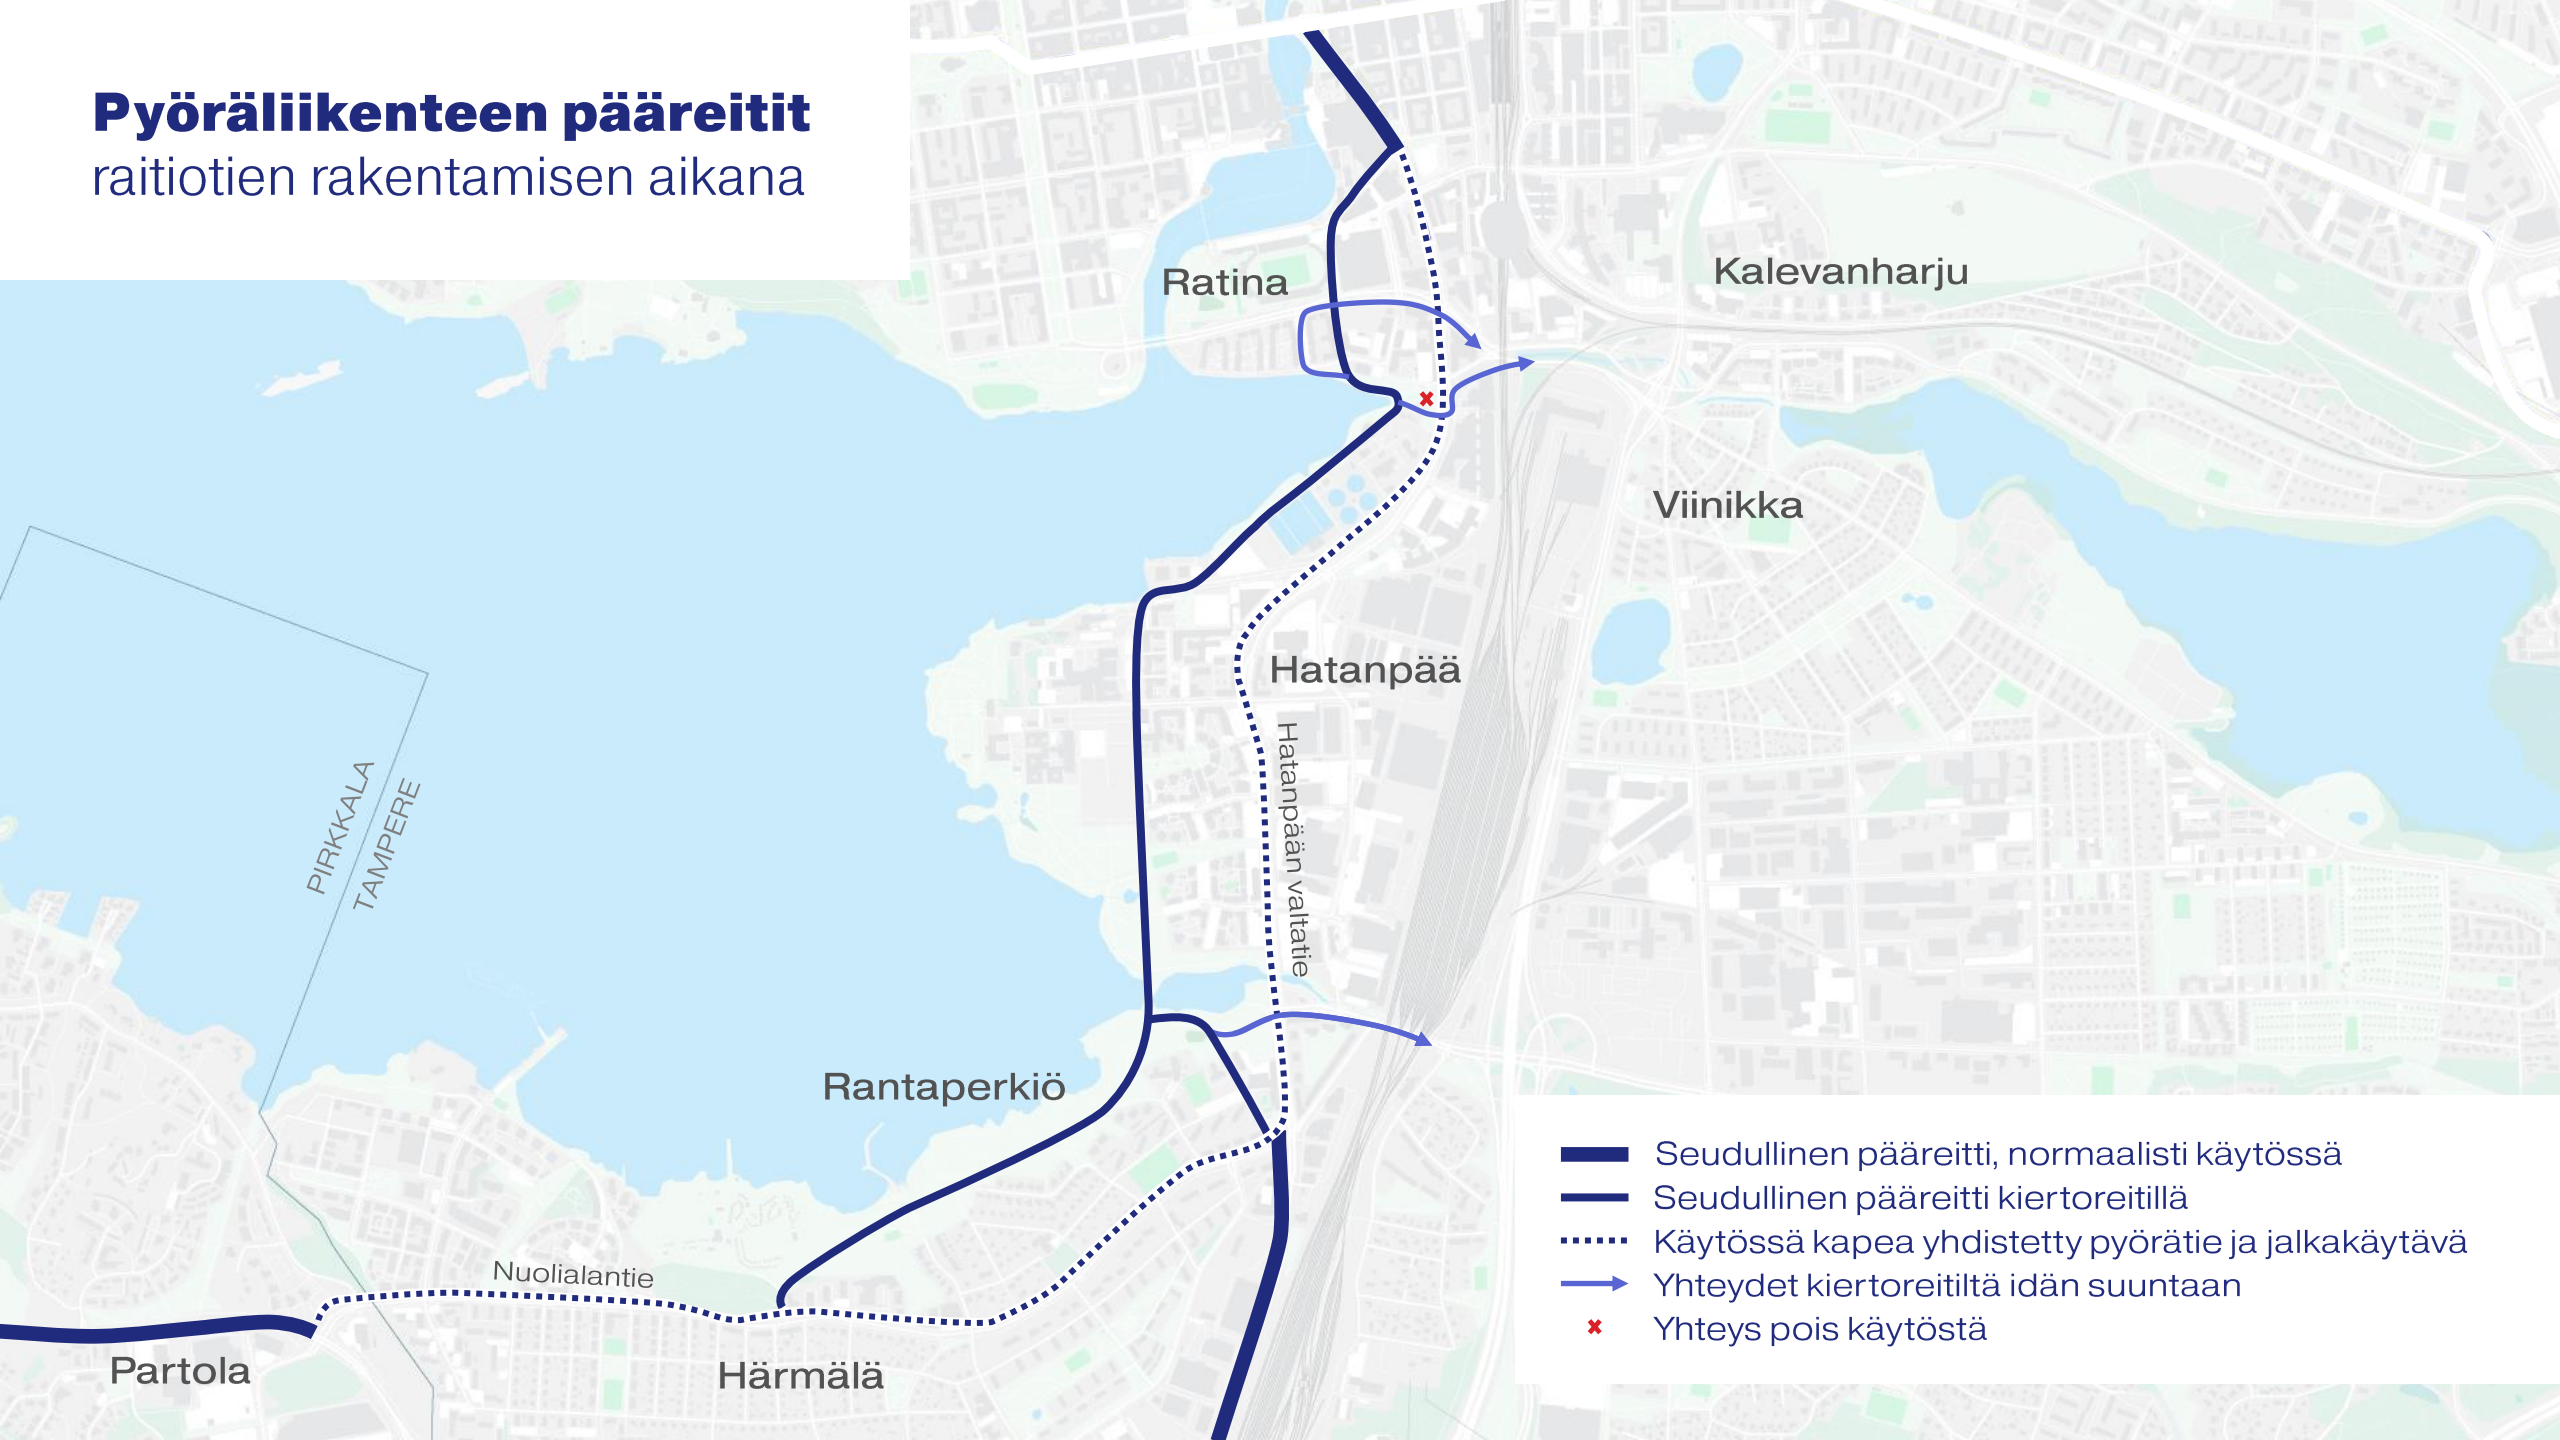 Pyöräliikenteen pääreitit
raitiotien rakentamisen aikana
Ratina
Kalevanharju
Viinikka
Hatanpää
Hatanpään valtatie
PIRKKALA
TAMPERE
Rantaperkiö
Nuolialantie
Partola
Härmälä
Seudullinen pääreitti, normaalisti käytössä
Seudullinen pääreitti kiertoreitillä
Käytössä kapea yhdistetty pyörätie ja jalkakäytävä
Yhteydet kiertoreitiltä idän suuntaan
Yhteys pois käytöstä